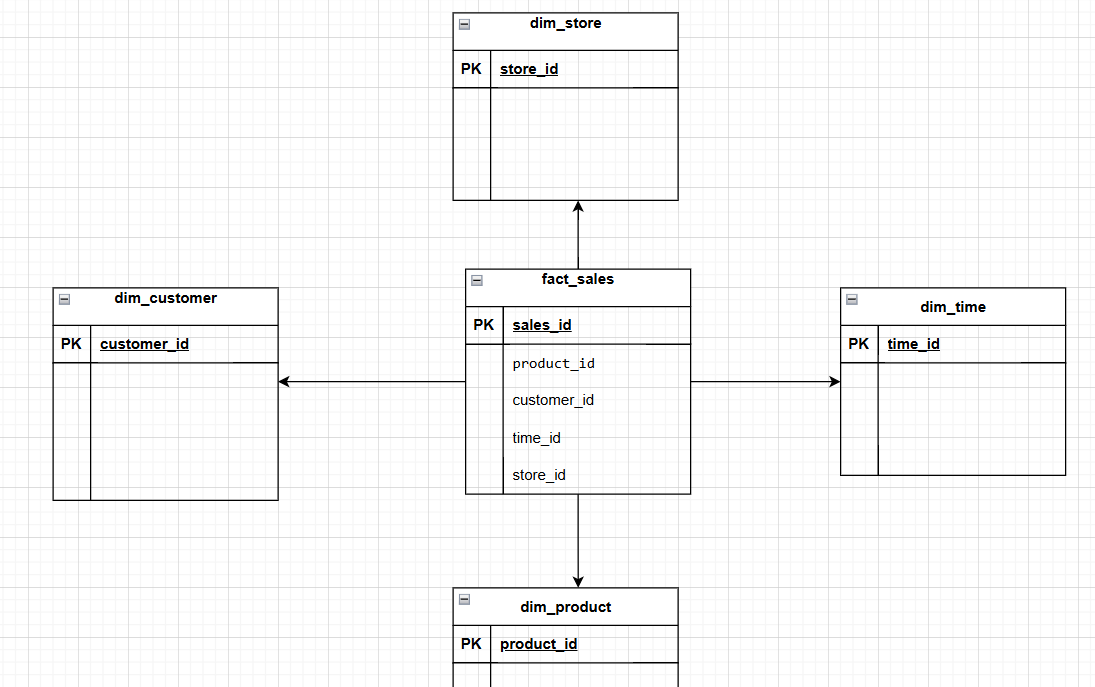 dim_store
PK store_id
fact_sales
PK sales_id
product_id
customer_id
time_id
store_id
dim_customer
PK customer_id
dim_time
PK time_id
dim_product
PK product_id